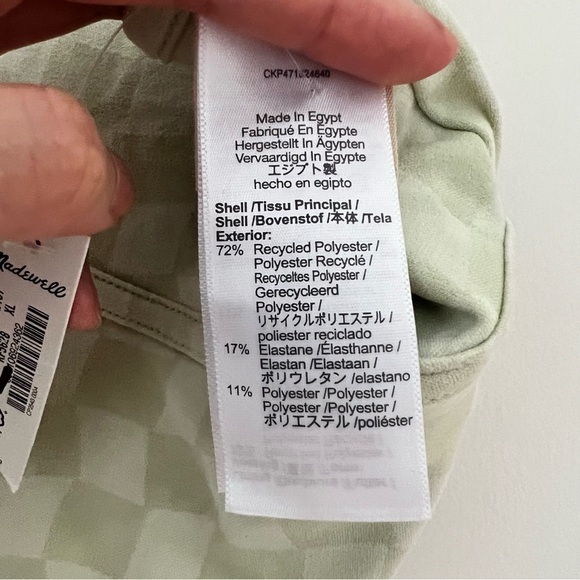 Made In Egypt
Fabriqué En Égypte
Hergestellt In Ägypten
Vervaardigd In Egypte
エジプト製
hecho en egipto
Shell /Tissu Principal /
Shell /Bovenstof /本体 /Tela
Exterior:
72% Recycled Polyester /
Polyester Recyclé /
Recyceltes Polyester /
Gerecycleerd
Polyester /
リサイクルポリエステル /
poliester reciclado
17% Elastane /Élasthanne /
Elastan /Elastaan /
ポリウレタン /elastano
11% Polyester /Polyester /
Polyester /Polyester /
ポリエステル /poliéster
Madewell
XL